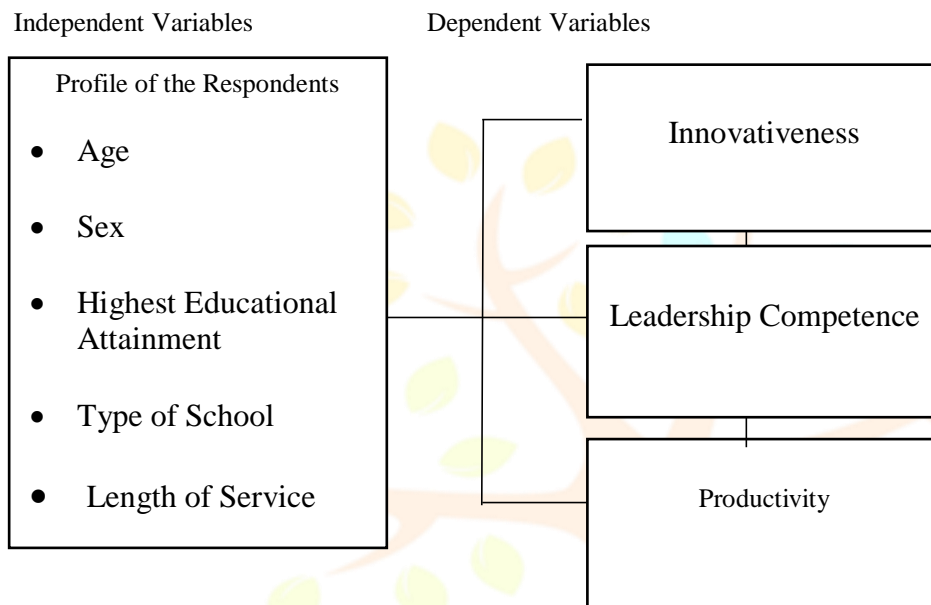 Independent Variables
Dependent Variables
Profile of the Respondents
• Age
• Sex
• Highest Educational
Attainment
• Type of School
• Length of Service
Innovativeness
Leadership Competence
Productivity